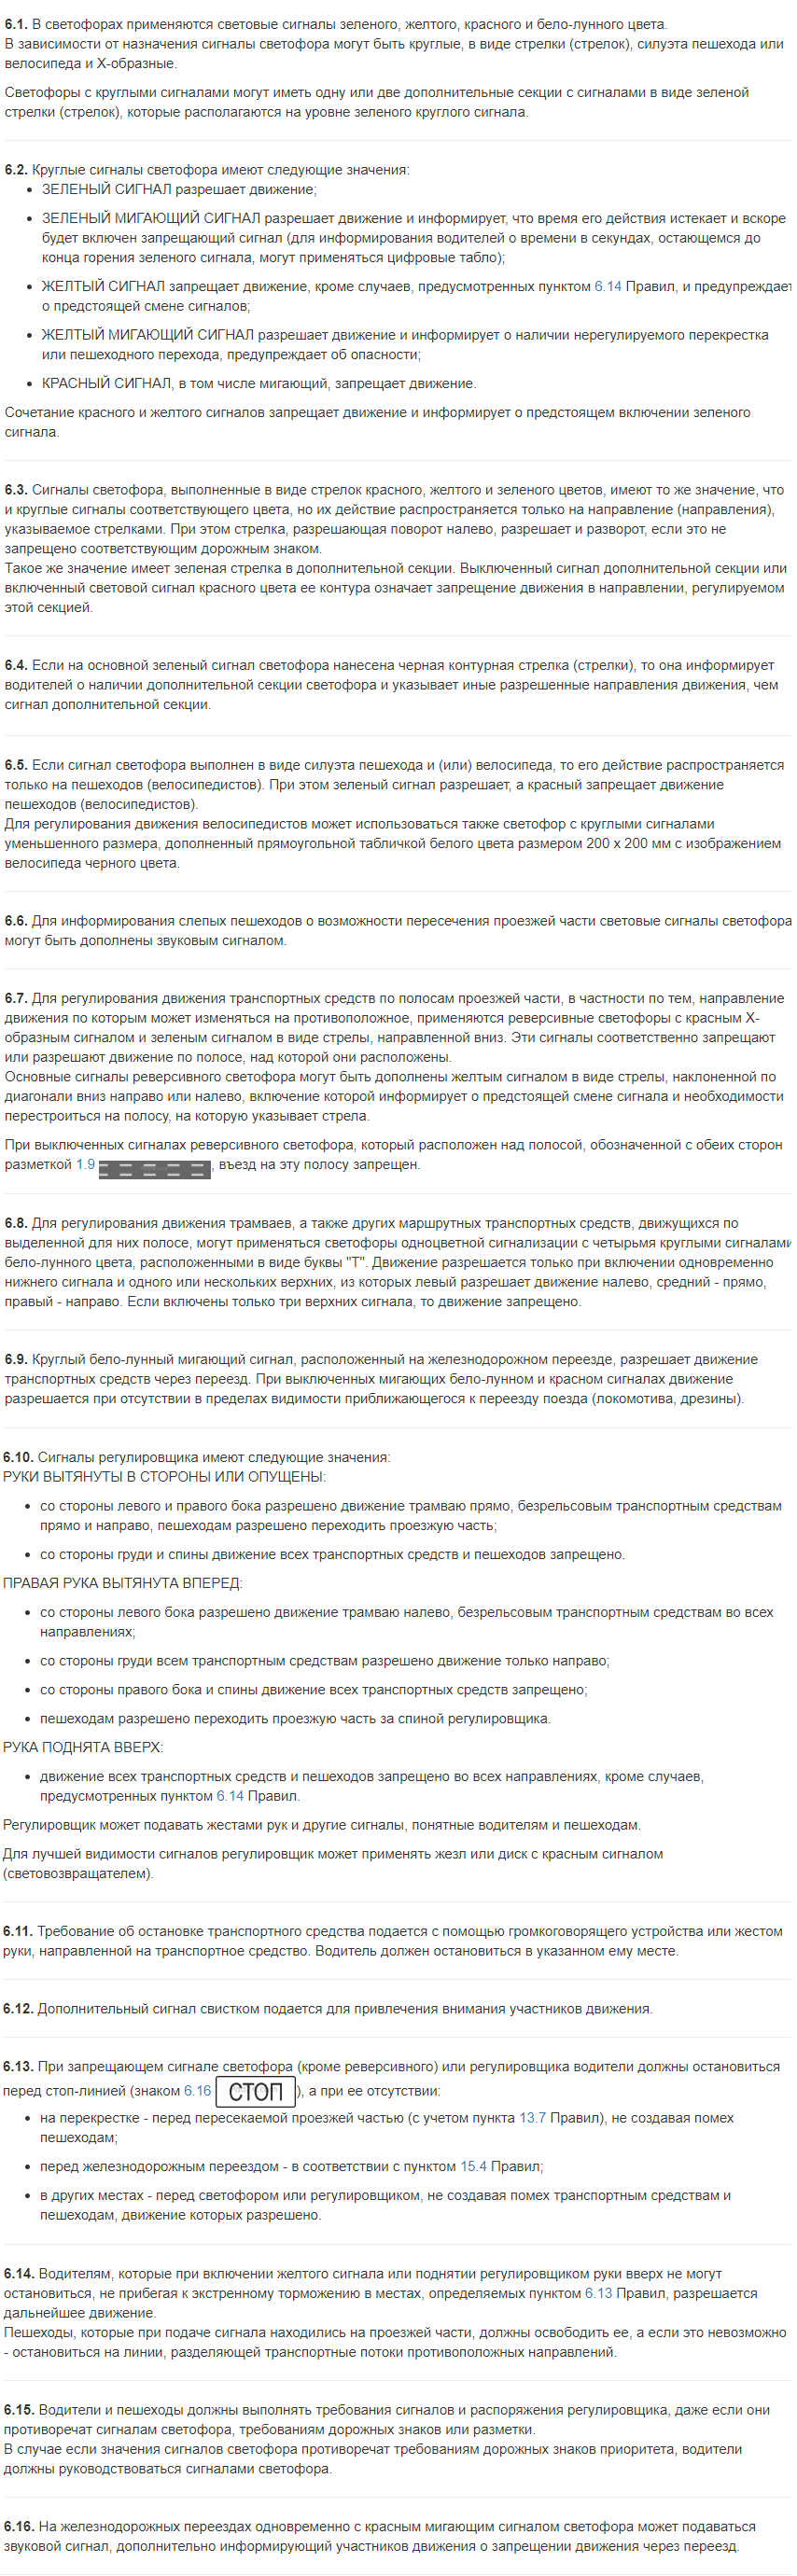 6.1. В светофорах применяются световые сигналы зеленого, желтого, красного и бело-лунного цвета.
В зависимости от назначения сигналы светофора могут быть круглые, в виде стрелки (стрелок), силуэта пешехода или
велосипеда и X-образные.
Светофоры с круглыми сигналами могут иметь одну или две дополнительные секции с сигналами в виде зеленой
стрелки (стрелок), которые располагаются на уровне зеленого круглого сигнала.
6.2. Круглые сигналы светофора имеют следующие значения:
• ЗЕЛЕНЫЙ СИГНАЛ разрешает движение;
• ЗЕЛЕНЫЙ МИГАЮЩИЙ СИГНАЛ разрешает движение и информирует, что время его действия истекает и вскоре
будет включен запрещающий сигнал (для информирования водителей о времени в секундах, остающемся до
конца горения зеленого сигнала, могут применяться цифровые табло);
• ЖЕЛТЫЙ СИГНАЛ запрещает движение, кроме случаев, предусмотренных пунктом 6.14 Правил, и предупреждает
о предстоящей смене сигналов;
• ЖЕЛТЫЙ МИГАЮЩИЙ СИГНАЛ разрешает движение и информирует о наличии нерегулируемого перекрестка
или пешеходного перехода, предупреждает об опасности;
• КРАСНЫЙ СИГНАЛ, в том числе мигающий, запрещает движение.
Сочетание красного и желтого сигналов запрещает движение и информирует о предстоящем включении зеленого
сигнала.
6.3. Сигналы светофора, выполненные в виде стрелок красного, желтого и зеленого цветов, имеют то же значение, что
и круглые сигналы соответствующего цвета, но их действие распространяется только на направление (направления),
указываемое стрелками. При этом стрелка, разрешающая поворот налево, разрешает и разворот, если это не
запрещено соответствующим дорожным знаком.
Такое же значение имеет зеленая стрелка в дополнительной секции. Выключенный сигнал дополнительной секции или
включенный световой сигнал красного цвета ее контура означает запрещение движения в направлении, регулируемом
этой секцией.
6.4. Если на основной зеленый сигнал светофора нанесена черная контурная стрелка (стрелки), то она информирует
водителей о наличии дополнительной секции светофора и указывает иные разрешенные направления движения, чем
сигнал дополнительной секции.
6.5. Если сигнал светофора выполнен в виде силуэта пешехода и (или) велосипеда, то его действие распространяется
только на пешеходов (велосипедистов). При этом зеленый сигнал разрешает, а красный запрещает движение
пешеходов (велосипедистов).
Для регулирования движения велосипедистов может использоваться также светофор с круглыми сигналами
уменьшенного размера, дополненный прямоугольной табличкой белого цвета размером 200 х 200 мм с изображением
велосипеда черного цвета.
6.6. Для информирования слепых пешеходов о возможности пересечения проезжей части световые сигналы светофора
могут быть дополнены звуковым сигналом.
6.7. Для регулирования движения транспортных средств по полосам проезжей части, в частности по тем, направление
движения по которым может изменяться на противоположное, применяются реверсивные светофоры с красным X-
образным сигналом и зеленым сигналом в виде стрелы, направленной вниз. Эти сигналы соответственно запрещают
или разрешают движение по полосе, над которой они расположены.
Основные сигналы реверсивного светофора могут быть дополнены желтым сигналом в виде стрелы, наклоненной по
диагонали вниз направо или налево, включение которой информирует о предстоящей смене сигнала и необходимости
перестроиться на полосу, на которую указывает стрела.
При выключенных сигналах реверсивного светофора, который расположен над полосой, обозначенной с обеих сторон
разметкой 1.9 , въезд на эту полосу запрещен.
6.8. Для регулирования движения трамваев, а также других маршрутных транспортных средств, движущихся по
выделенной для них полосе, могут применяться светофоры одноцветной сигнализации с четырьмя круглыми сигналами
бело-лунного цвета, расположенными в виде буквы "Т". Движение разрешается только при включении одновременно
нижнего сигнала и одного или нескольких верхних, из которых левый разрешает движение налево, средний - прямо,
правый - направо. Если включены только три верхних сигнала, то движение запрещено.
6.9. Круглый бело-лунный мигающий сигнал, расположенный на железнодорожном переезде, разрешает движение
транспортных средств через переезд. При выключенных мигающих бело-лунном и красном сигналах движение
разрешается при отсутствии в пределах видимости приближающегося к переезду поезда (локомотива, дрезины).
6.10. Сигналы регулировщика имеют следующие значения:
РУКИ ВЫТЯНУТЫ В СТОРОНЫ ИЛИ ОПУЩЕНЫ:
• со стороны левого и правого бока разрешено движение трамваю прямо, безрельсовым транспортным средствам
прямо и направо, пешеходам разрешено переходить проезжую часть;
• со стороны груди и спины движение всех транспортных средств и пешеходов запрещено.
ПРАВАЯ РУКА ВЫТЯНУТА ВПЕРЕД:
• со стороны левого бока разрешено движение трамваю налево, безрельсовым транспортным средствам во всех
направлениях;
• со стороны груди всем транспортным средствам разрешено движение только направо;
• со стороны правого бока и спины движение всех транспортных средств запрещено;
• пешеходам разрешено переходить проезжую часть за спиной регулировщика.
РУКА ПОДНЯТА ВВЕРХ:
• движение всех транспортных средств и пешеходов запрещено во всех направлениях, кроме случаев,
предусмотренных пунктом 6.14 Правил.
Регулировщик может подавать жестами рук и другие сигналы, понятные водителям и пешеходам.
Для лучшей видимости сигналов регулировщик может применять жезл или диск с красным сигналом
(световозвращателем).
6.11. Требование об остановке транспортного средства подается с помощью громкоговорящего устройства или жестом
руки, направленной на транспортное средство. Водитель должен остановиться в указанном ему месте.
6.12. Дополнительный сигнал свистком подается для привлечения внимания участников движения.
6.13. При запрещающем сигнале светофора (кроме реверсивного) или регулировщика водители должны остановиться
перед стоп-линией (знаком 6.16 СТОП ), а при ее отсутствии:
• на перекрестке - перед пересекаемой проезжей частью (с учетом пункта 13.7 Правил), не создавая помех
пешеходам;
• перед железнодорожным переездом - в соответствии с пунктом 15.4 Правил;
• в других местах - перед светофором или регулировщиком, не создавая помех транспортным средствам и
пешеходам, движение которых разрешено.
6.14. Водителям, которые при включении желтого сигнала или поднятии регулировщиком руки вверх не могут
остановиться, не прибегая к экстренному торможению в местах, определяемых пунктом 6.13 Правил, разрешается
дальнейшее движение.
Пешеходы, которые при подаче сигнала находились на проезжей части, должны освободить ее, а если это невозможно
- остановиться на линии, разделяющей транспортные потоки противоположных направлений.
6.15. Водители и пешеходы должны выполнять требования сигналов и распоряжения регулировщика, даже если они
противоречат сигналам светофора, требованиям дорожных знаков или разметки.
В случае если значения сигналов светофора противоречат требованиям дорожных знаков приоритета, водители
должны руководствоваться сигналами светофора.
6.16. На железнодорожных переездах одновременно с красным мигающим сигналом светофора может подаваться
звуковой сигнал, дополнительно информирующий участников движения о запрещении движения через переезд.